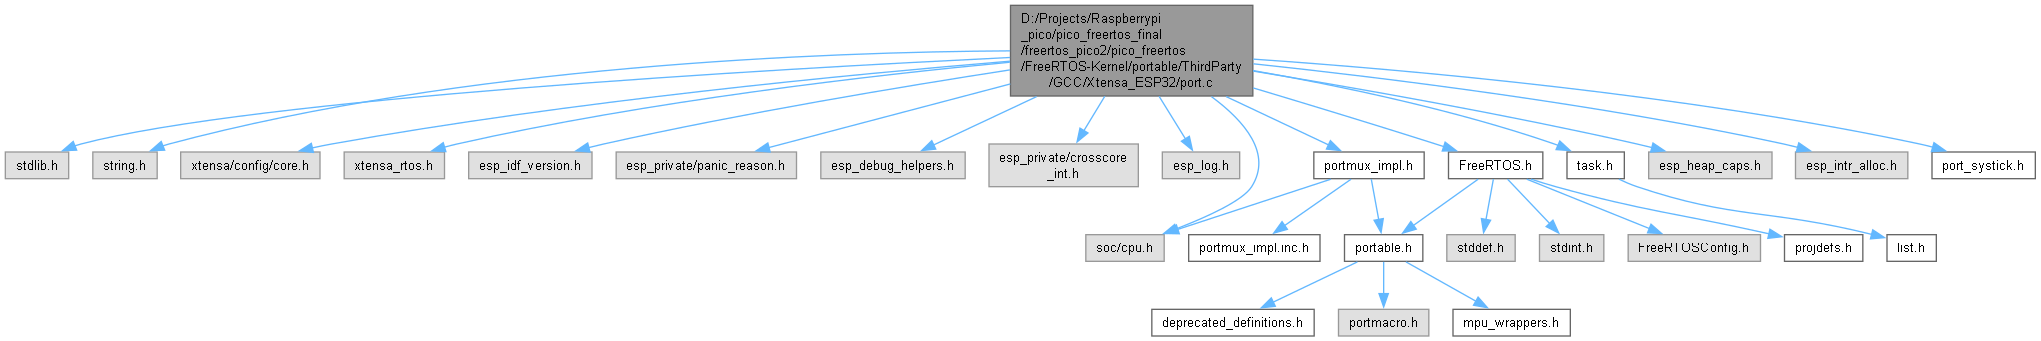 D:/Projects/Raspberrypi
_pico/pico_freertos_final
/freertos_pico2/pico_freertos
/FreeRTOS-Kernel/portable/ThirdParty
/GCC/Xtensa_ESP32/port.c
stdlib.h
string.h
xtensa/config/core.h
xtensa_rtos.h
esp_idf_version.h
esp_private/panic_reason.h
esp_debug_helpers.h
esp_private/crosscore
_int.h
esp_log.h
portmux_impl.h
FreeRTOS.h
task.h
esp_heap_caps.h
esp_intr_alloc.h
port_systick.h
soc/cpu.h
portmux_impl.inc.h
portable.h
stddef.h
stdint.h
FreeRTOSConfig.h
projdefs.h
list.h
deprecated_definitions.h
portmacro.h
mpu_wrappers.h